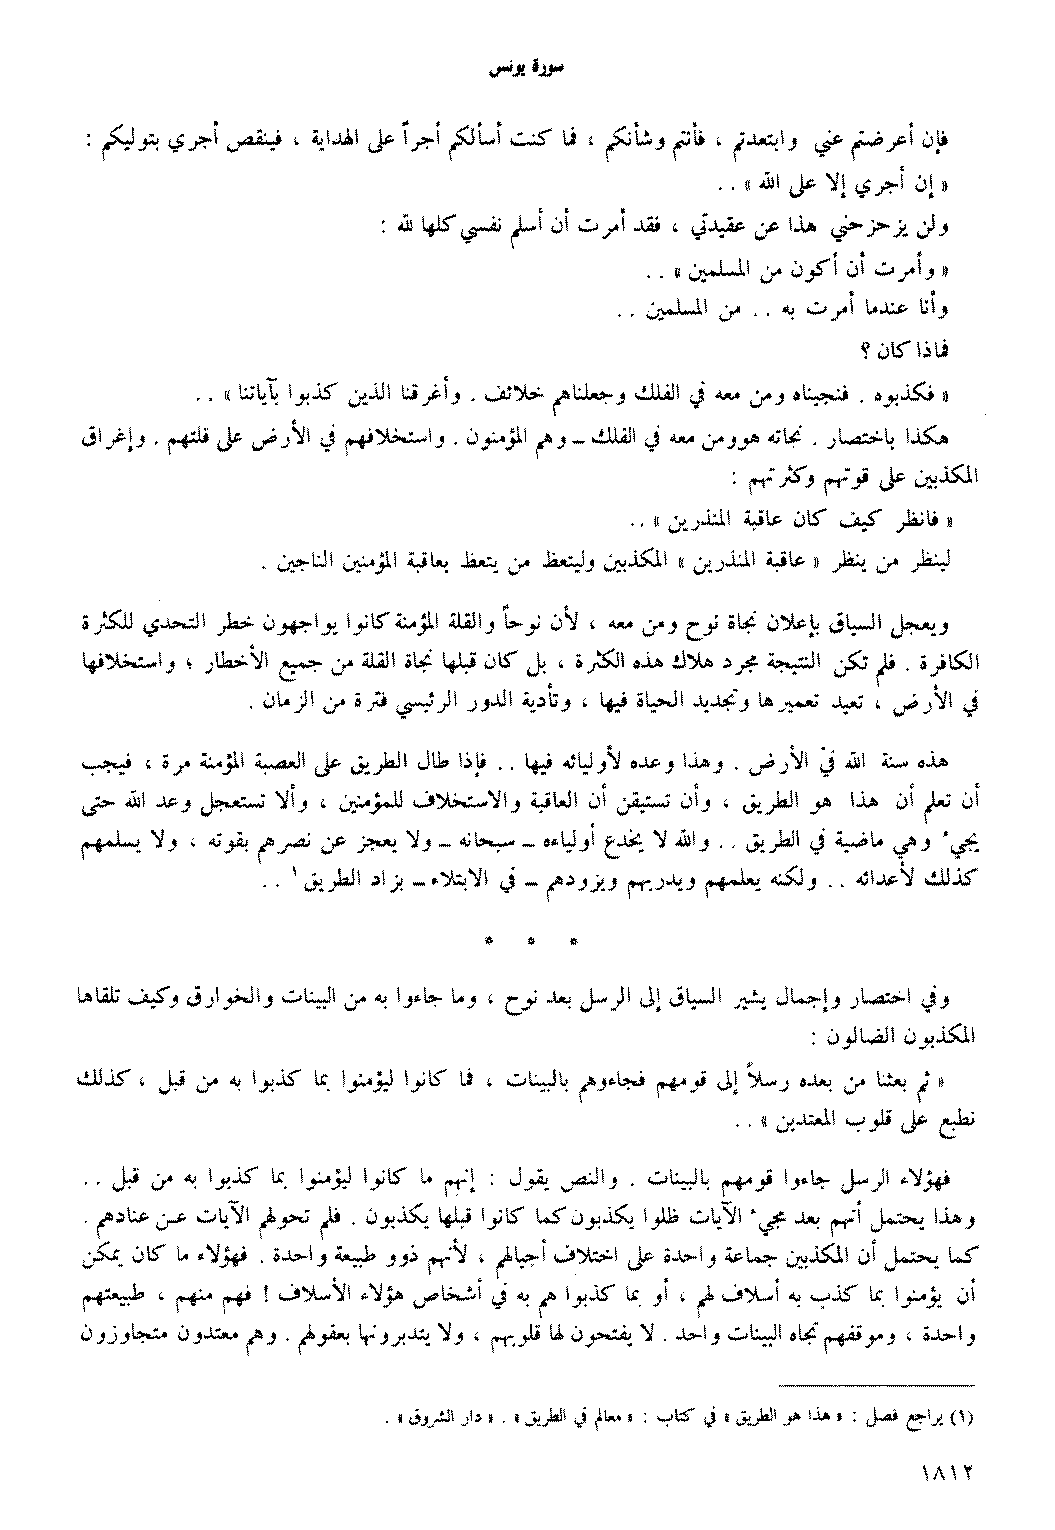 سورة يونس
فإن أعرضتم عني وابتعدتم ، فأنتم وشأنكم ، فما كنت أسألكم أجراً على الهداية ، فينقص أجري بتوليكم :
« إن أجري إلا على الله » . .
ولن يزحزحني هذا عن عقيدتي ، فقد أمرت أن أسلم نفسي كلها لله :
« وأمرت أن أكون من المسلمين » . .
وأنا عندما أمرت به . . من المسلمين . .
فماذا كان ؟
« فكذبوه . فنجيناه ومن معه في الفلك وجعلناهم خلائف . وأغرقنا الذين كذبوا بآياتنا » . .
هكذا باختصار . نجاته هوومن معه في الفلك – وهم المؤمنون . واستخلافهم في الأرض على قلتهم . وإغراق
المكذبين على قوتهم وكثرتهم :
« فانظر كيف كان عاقبة المنذرين » . .
لينظر من ينظر « عاقبة المنذرين » المكذبين وليتعظ من يتعظ بعاقبة المؤمنين الناجين .
ويعجل السياق بإعلان نجاة نوح ومن معه ، لأن نوحاً والقلة المؤمنة كانوا يواجهون خطر التحدي للكثرة
الكافرة . فلم تكن النتيجة مجرد هلاك هذه الكثرة ، بل كان قبلها نجاة القلة من جميع الأخطار ؛ واستخلافها
في الأرض ، تعيد تعميرها وتجديد الحياة فيها ، وتأدية الدور الرئيسي فترة من الزمان .
هذه سنة الله في الأرض . وهذا وعده لأوليائه فيها . . فإذا طال الطريق على العصبة المؤمنة مرة ، فيجب
أن تعلم أن هذا هو الطريق ، وأن تستيقن أن العاقبة والاستخلاف للمؤمنين ، وألا تستعجل وعد الله حتى
يجيء وهي ماضية في الطريق . . والله لا يخدع أولياءه – سبحانه – ولا يعجز عن نصرهم بقوته ، ولا يسلمهم
كذلك لأعدائه . . ولكنه يعلمهم ويدربهم ويزودهم – في الابتلاء – بزاد الطريق ١ . .
* * *
وفي اختصار وإجمال يشير السياق إلى الرسل بعد نوح ، وما جاءوا به من البينات والخوارق وكيف تلقاها
المكذبون الضالون :
« ثم بعثنا من بعده رسلاً إلى قومهم فجاءوهم بالبينات ، فما كانوا ليؤمنوا بما كذبوا به من قبل ، كذلك
نطبع على قلوب المعتدين » . .
فهؤلاء الرسل جاءوا قومهم بالبينات . والنص يقول : إنهم ما كانوا ليؤمنوا بما كذبوا به من قبل . .
وهذا يحتمل أنهم بعد مجيء الآيات ظلوا يكذبون كما كانوا قبلها يكذبون . فلم تحولهم الآيات عن عنادهم .
كما يحتمل أن المكذبين جماعة واحدة على اختلاف أجيالهم ، لأنهم ذوو طبيعة واحدة . فهؤلاء ما كان يمكن
أن يؤمنوا بما كذب به أسلاف لهم ، أو بما كذبوا هم به في أشخاص هؤلاء الأسلاف ! فهم منهم ، طبيعتهم
واحدة ، وموقفهم تجاه البينات واحد . لا يفتحون لها قلوبهم ، ولا يتدبرونها بعقولهم . وهم معتدون متجاوزون
(١) يراجع فصل : « هذا هو الطريق » في كتاب : « معالم في الطريق » . « دار الشروق » .
١٨١٢